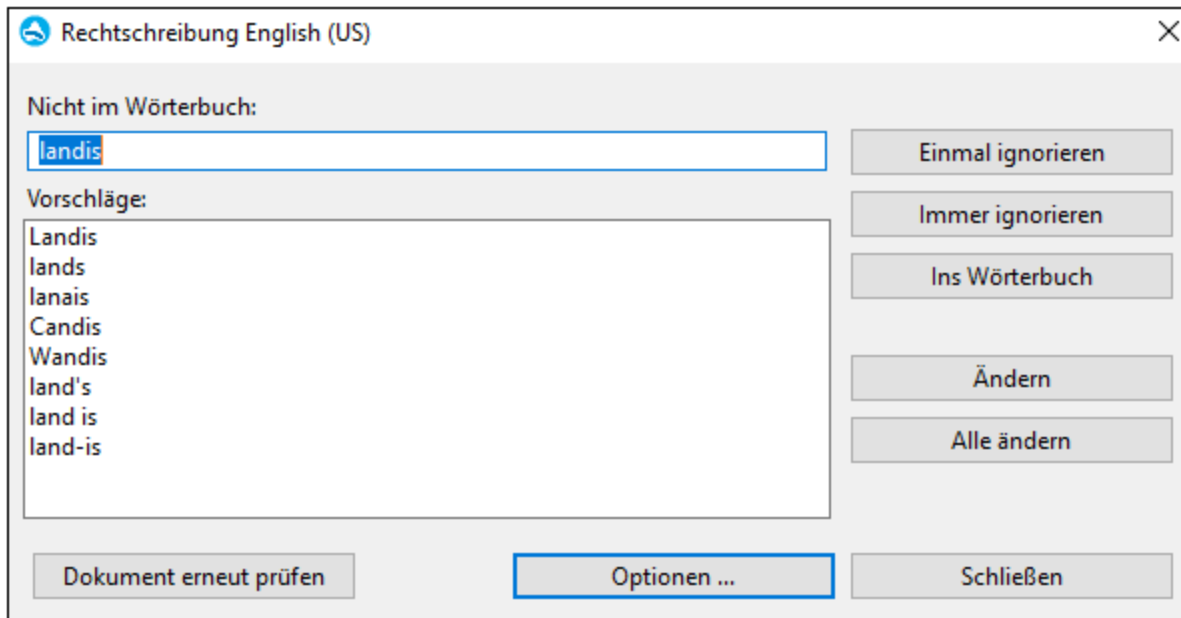 Rechtschreibung English (US)
Nicht im Wörterbuch:
landis
Einmal ignorieren
Vorschläge:
Immer ignorieren
Landis
lands
lanais
Candis
Wandis
land's
land is
land-is
Ins Wörterbuch
Ändern
Alle ändern
Dokument erneut prüfen
Optionen ...
Schließen